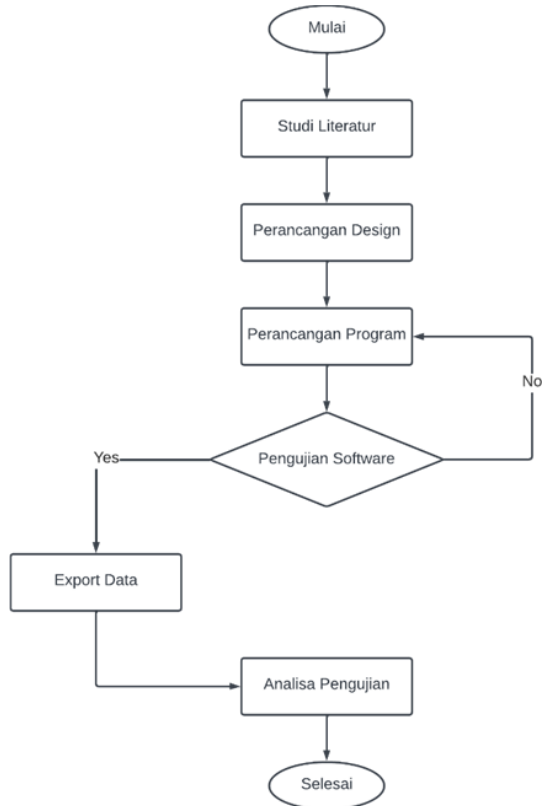 Mulai
Studi Literatur
Perancangan Design
Perancangan Program
No
Pengujian Software
Yes
Export Data
Analisa Pengujian
Selesai